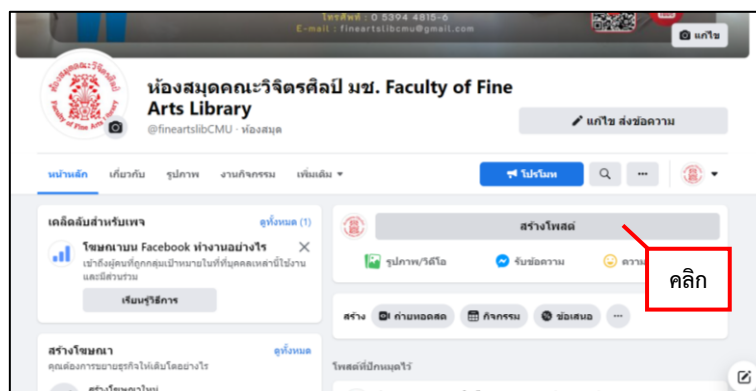 โทรศัพท์ : 0 5394 4815-6
E-mail : fineartslibcmu@gmail.com
แก้ไข
ห้องสมุดคณะวิจิตรศิลป์ มช. Faculty of Fine
Arts Library
@fineartslibCMU · ห้องสมุด
แก้ไข ส่งข้อความ
หน้าหลัก เกี่ยวกับ รูปภาพ งานกิจกรรม เพิ่มเติม
โปรโมท
เคล็ดลับสำหรับเพจ ดูทั้งหมด (1)
โฆษณาบน Facebook ทำงานอย่างไร
เข้าถึงผู้คนที่ถูกกลุ่มเป้าหมายในที่ที่บุคคลเหล่านี้ใช้งาน
และมีส่วนร่วม
เรียนรู้วิธีการ
สร้างโฆษณา ดูทั้งหมด
คุณต้องการขยายธุรกิจให้เติบโตอย่างไร
สร้างโฆษณาใหม่
สร้างโพสต์
รูปภาพ/วิดีโอ รับข้อความ
คลิก
สร้าง ถ่ายทอดสด กิจกรรม ข้อเสนอ
โพสต์ที่ปักหมุดไว้